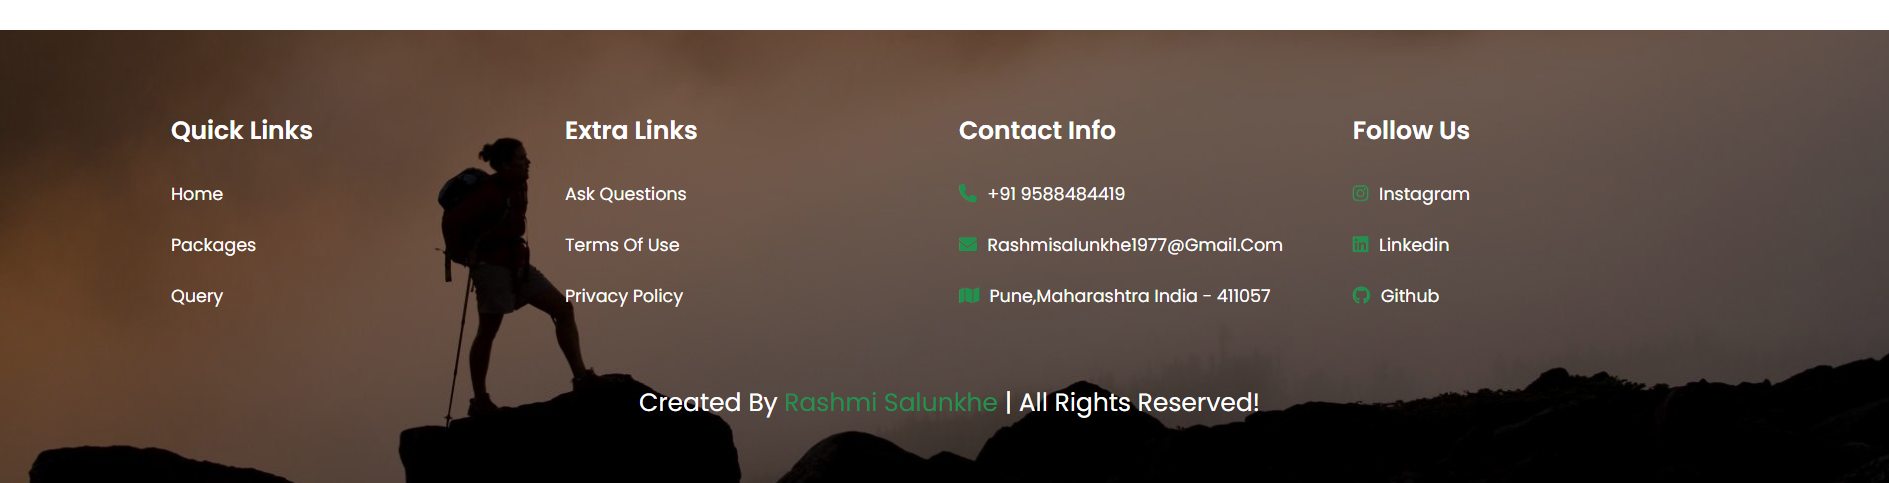 Quick Links
Home
Packages
Query
Extra Links
Ask Questions
Terms Of Use
Privacy Policy
Contact Info
+91 9588484419
Rashmisalunkhe1977@Gmail.Com
Pune,Maharashtra India - 411057
Follow Us
Instagram
Linkedin
Github
Created By Rashmi Salunkhe | All Rights Reserved!